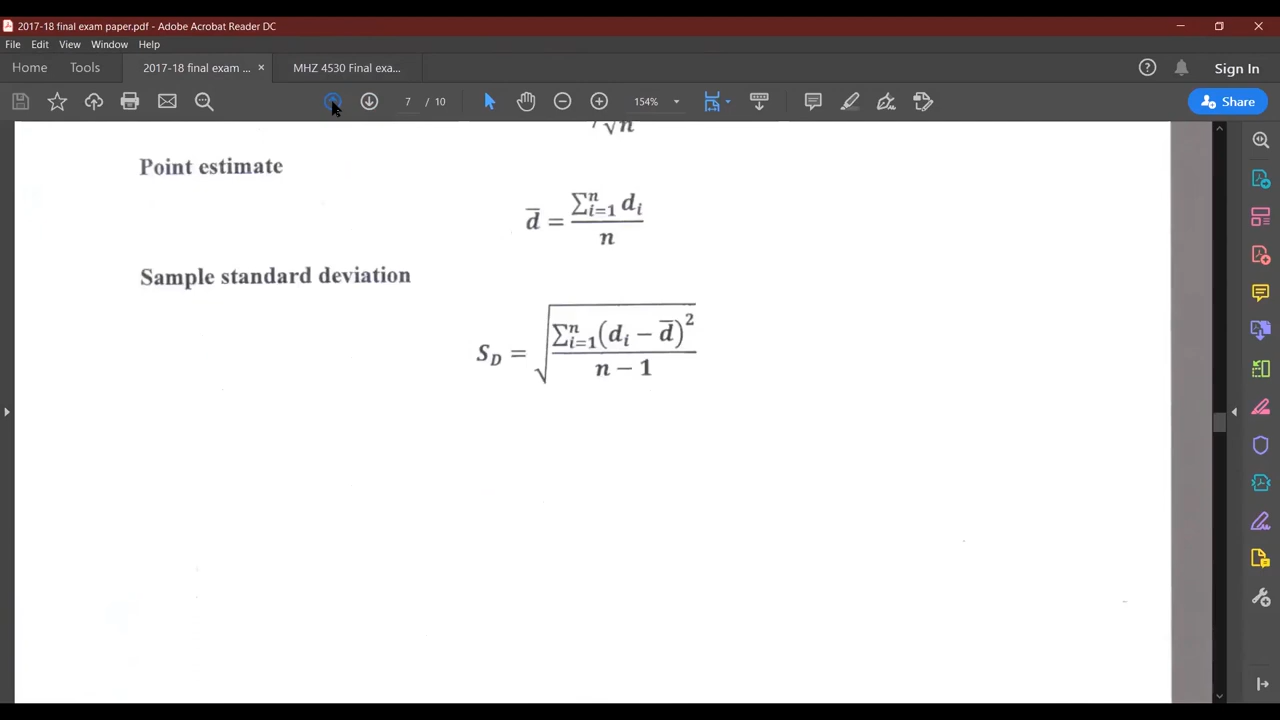 2017-18 final exam paper.pdf - Adobe Acrobat Reader DC
File Edit View Window Help
Home Tools 2017-18 final exam ... × MHZ 4530 Final exa... Sign In
7 / 10 154% Share
√n
Point estimate
d̅ = ∑ⁿᵢ₌₁ dᵢ / n
Sample standard deviation
S_D = √(∑ⁿᵢ₌₁(dᵢ − d̅)² / n − 1)